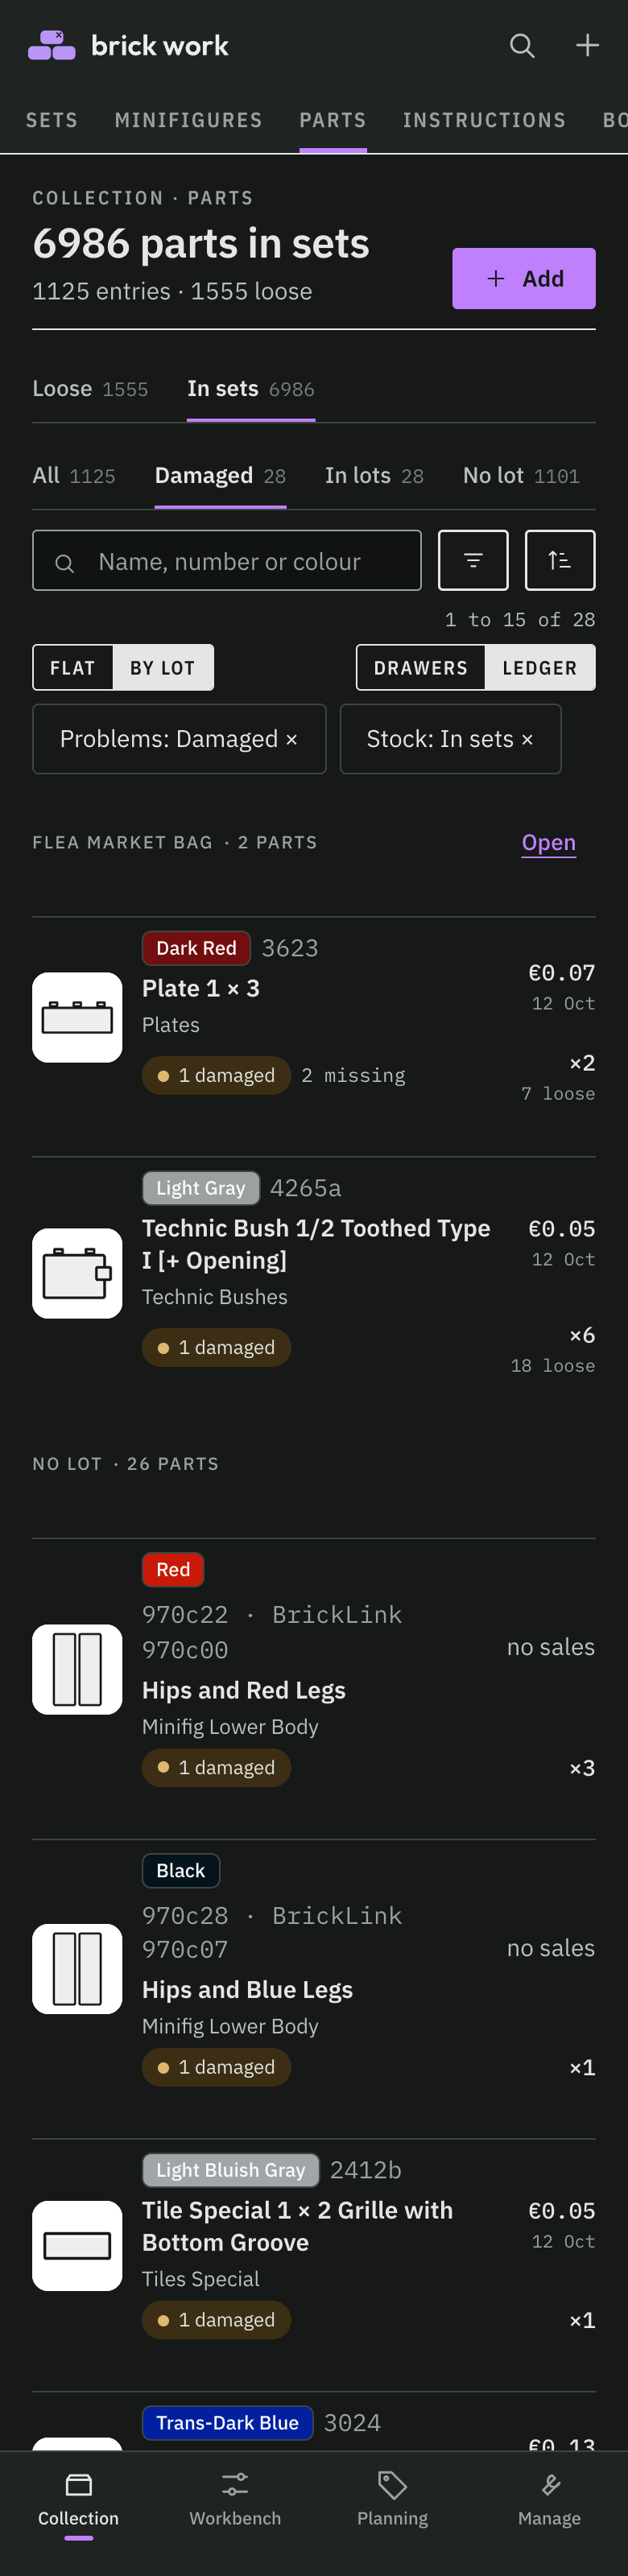 brick work
SETS MINIFIGURES PARTS INSTRUCTIONS BO
COLLECTION · PARTS
6986 parts in sets
1125 entries · 1555 loose
+ Add
Loose 1555 In sets 6986
All 1125 Damaged 28 In lots 28 No lot 1101
Name, number or colour
1 to 15 of 28
FLAT BY LOT DRAWERS LEDGER
Problems: Damaged × Stock: In sets ×
FLEA MARKET BAG · 2 PARTS Open
Dark Red 3623
€0.07
Plate 1 × 3
12 Oct
Plates
×2
1 damaged 2 missing
7 loose
Light Gray 4265a
Technic Bush 1/2 Toothed Type €0.05
I [+ Opening] 12 Oct
Technic Bushes
×6
1 damaged
18 loose
NO LOT · 26 PARTS
Red
970c22 · BrickLink
970c00 no sales
Hips and Red Legs
Minifig Lower Body
1 damaged ×3
Black
970c28 · BrickLink
970c07 no sales
Hips and Blue Legs
Minifig Lower Body
1 damaged ×1
Light Bluish Gray 2412b
Tile Special 1 × 2 Grille with €0.05
Bottom Groove 12 Oct
Tiles Special
1 damaged ×1
Trans-Dark Blue 3024
€0.13
Collection Workbench Planning Manage